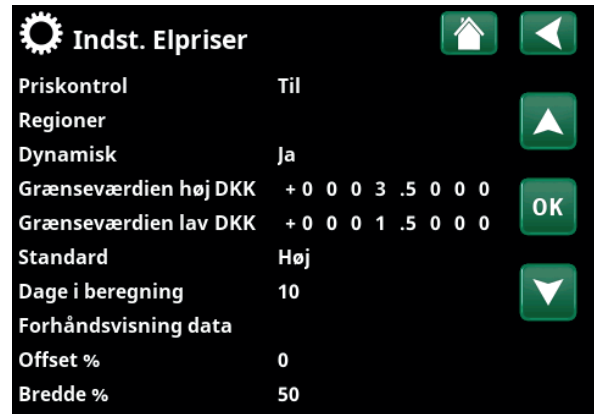 Indst. Elpriser
Priskontrol Til
Regioner
Dynamisk Ja
Grænseværdien høj DKK +0 0 0 3 .5 0 0 0
Grænseværdien lav DKK +0 0 0 1 .5 0 0 0
OK
Standard Høj
Dage i beregning 10
Forhåndsvisning data
Offset % 0
Bredde % 50